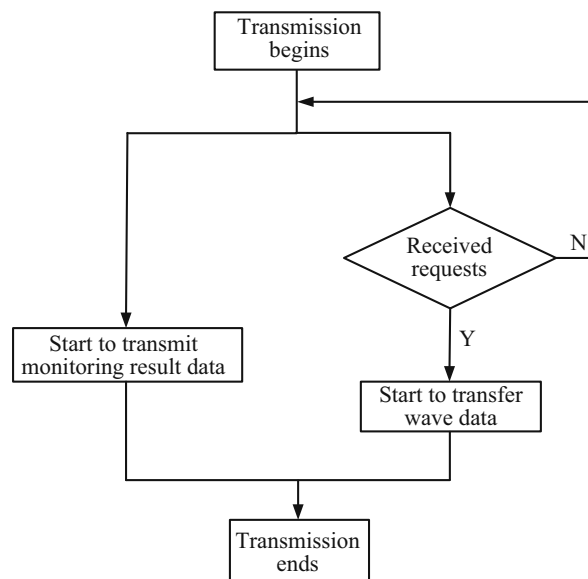 Transmission
begins
Received
requests
N
Y
Start to transmit
monitoring result data
Start to transfer
wave data
Transmission
ends